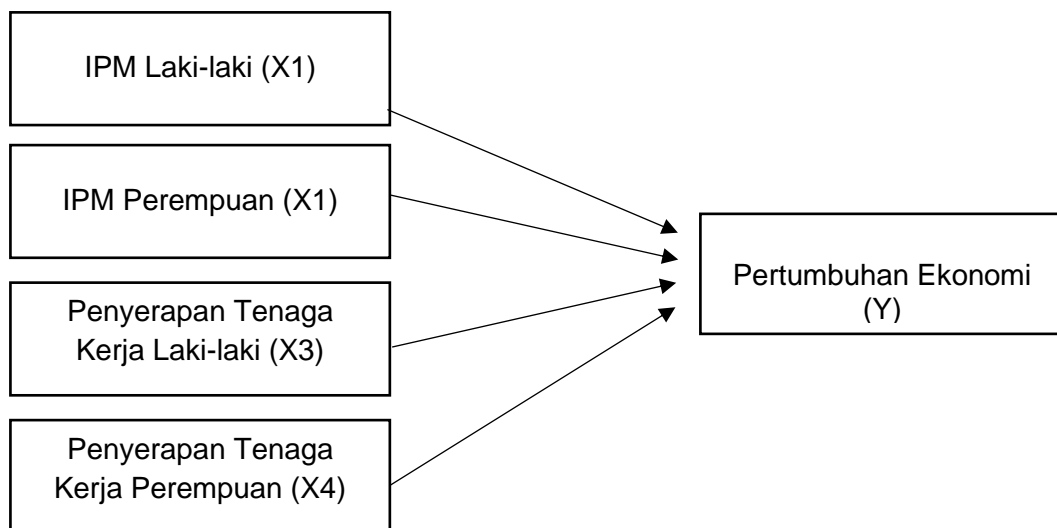 IPM Laki-laki (X1)
IPM Perempuan (X1)
Penyerapan Tenaga
Kerja Laki-laki (X3)
Penyerapan Tenaga
Kerja Perempuan (X4)
Pertumbuhan Ekonomi
(Y)